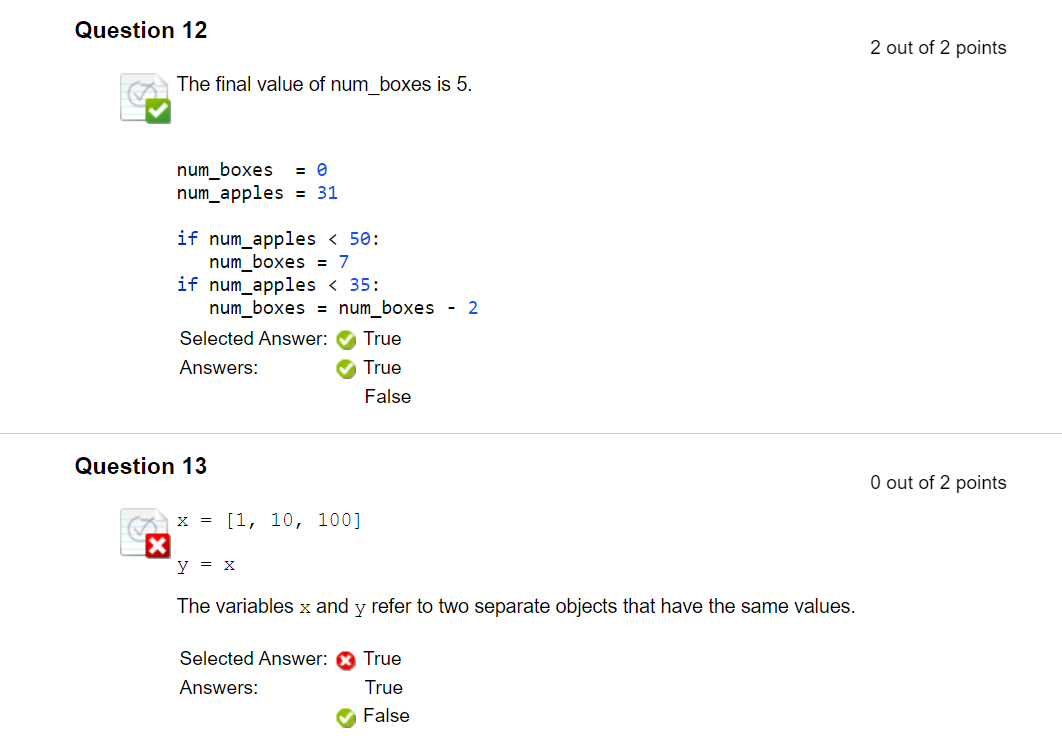 Question 12
2 out of 2 points
The final value of num_boxes is 5.
num_boxes  = 0
num_apples = 31
if num_apples < 50:
   num_boxes = 7
if num_apples < 35:
   num_boxes = num_boxes - 2
Selected Answer: True
Answers: True
False
Question 13
0 out of 2 points
x = [1, 10, 100]
y = x
The variables x and y refer to two separate objects that have the same values.
Selected Answer: True
Answers: True
False